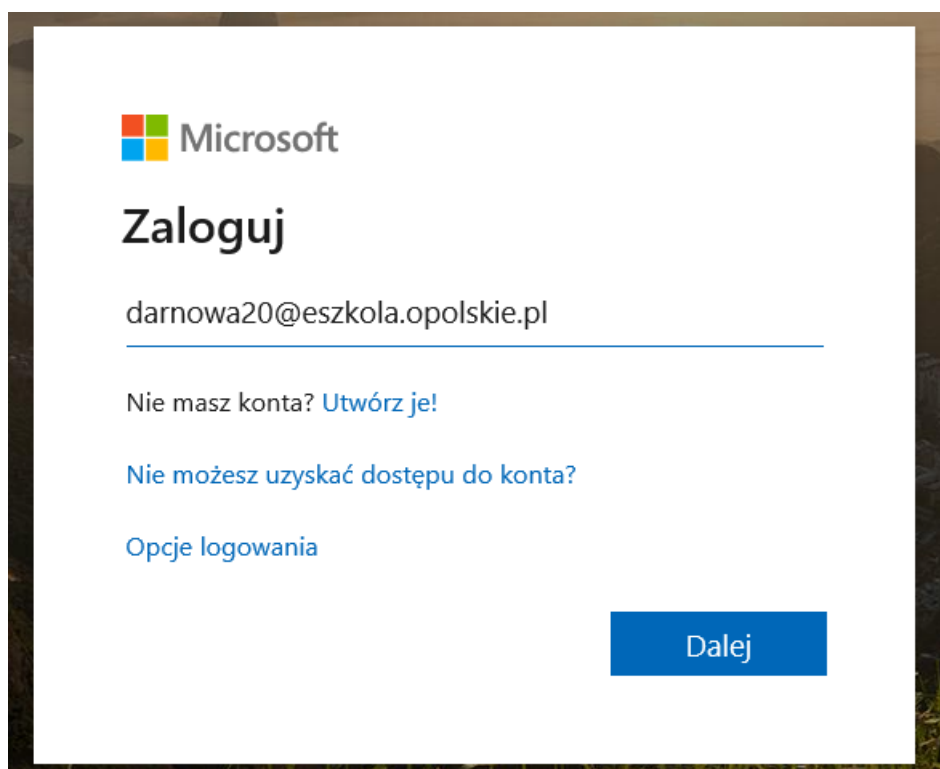 Microsoft
Zaloguj
darnowa20@eszkola.opolskie.pl
Nie masz konta? Utwórz je!
Nie możesz uzyskać dostępu do konta?
Opcje logowania
Dalej